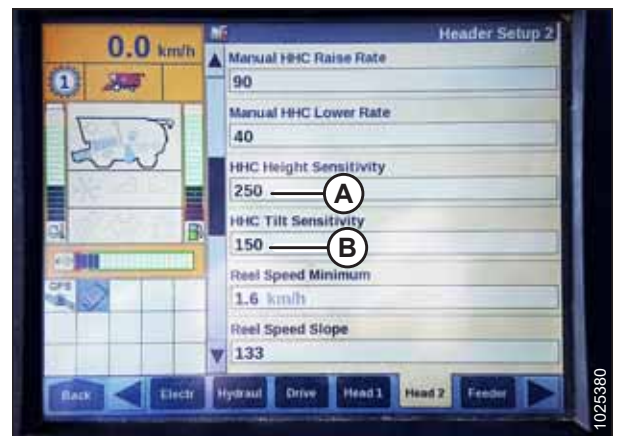 0.0 km/h
Header Setup 2
1
Manual HHC Raise Rate
90
Manual HHC Lower Rate
40
HHC Height Sensitivity
250
A
HHC Tilt Sensitivity
150
B
Reel Speed Minimum
1.6 km/h
Reel Speed Slope
133
GPS
Back
Electr
Hydraul
Drive
Head 1
Head 2
Feeder
1025380